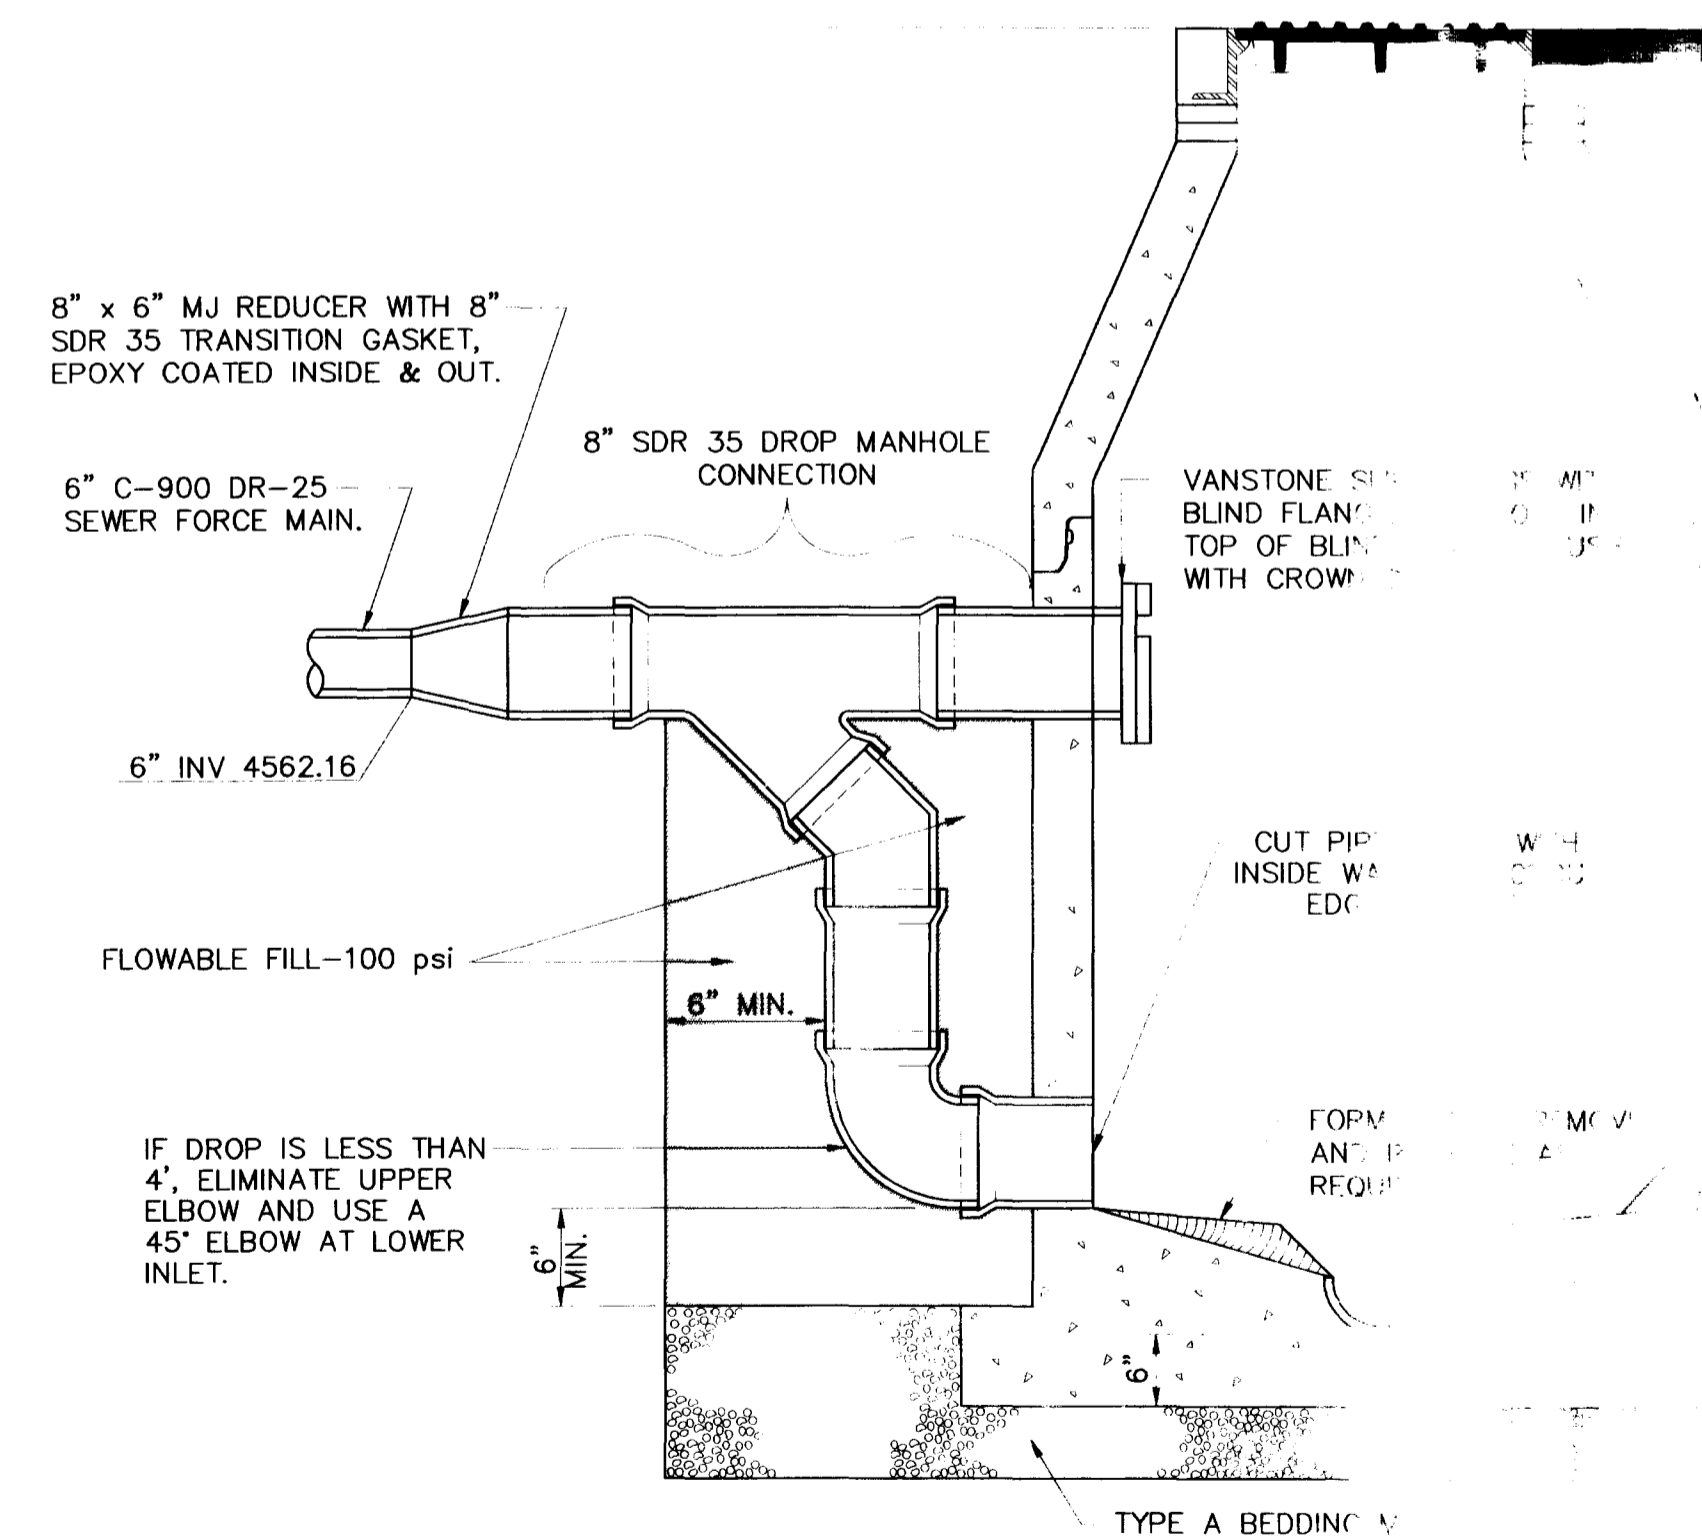 8" x 6" MJ REDUCER WITH 8"
SDR 35 TRANSITION GASKET,
EPOXY COATED INSIDE & OUT.
8" SDR 35 DROP MANHOLE
CONNECTION
6" C-900 DR-25
SEWER FORCE MAIN.
VANSTONE
BLIND
TOP OF
WITH
6" INV 4562.16
CUT
INSIDE
FLOWABLE FILL-100 psi
6" MIN.
IF DROP IS LESS THAN
4', ELIMINATE UPPER
ELBOW AND USE A
45° ELBOW AT LOWER
INLET.
6"
MIN.
FORM
6"
TYPE A BEDDING